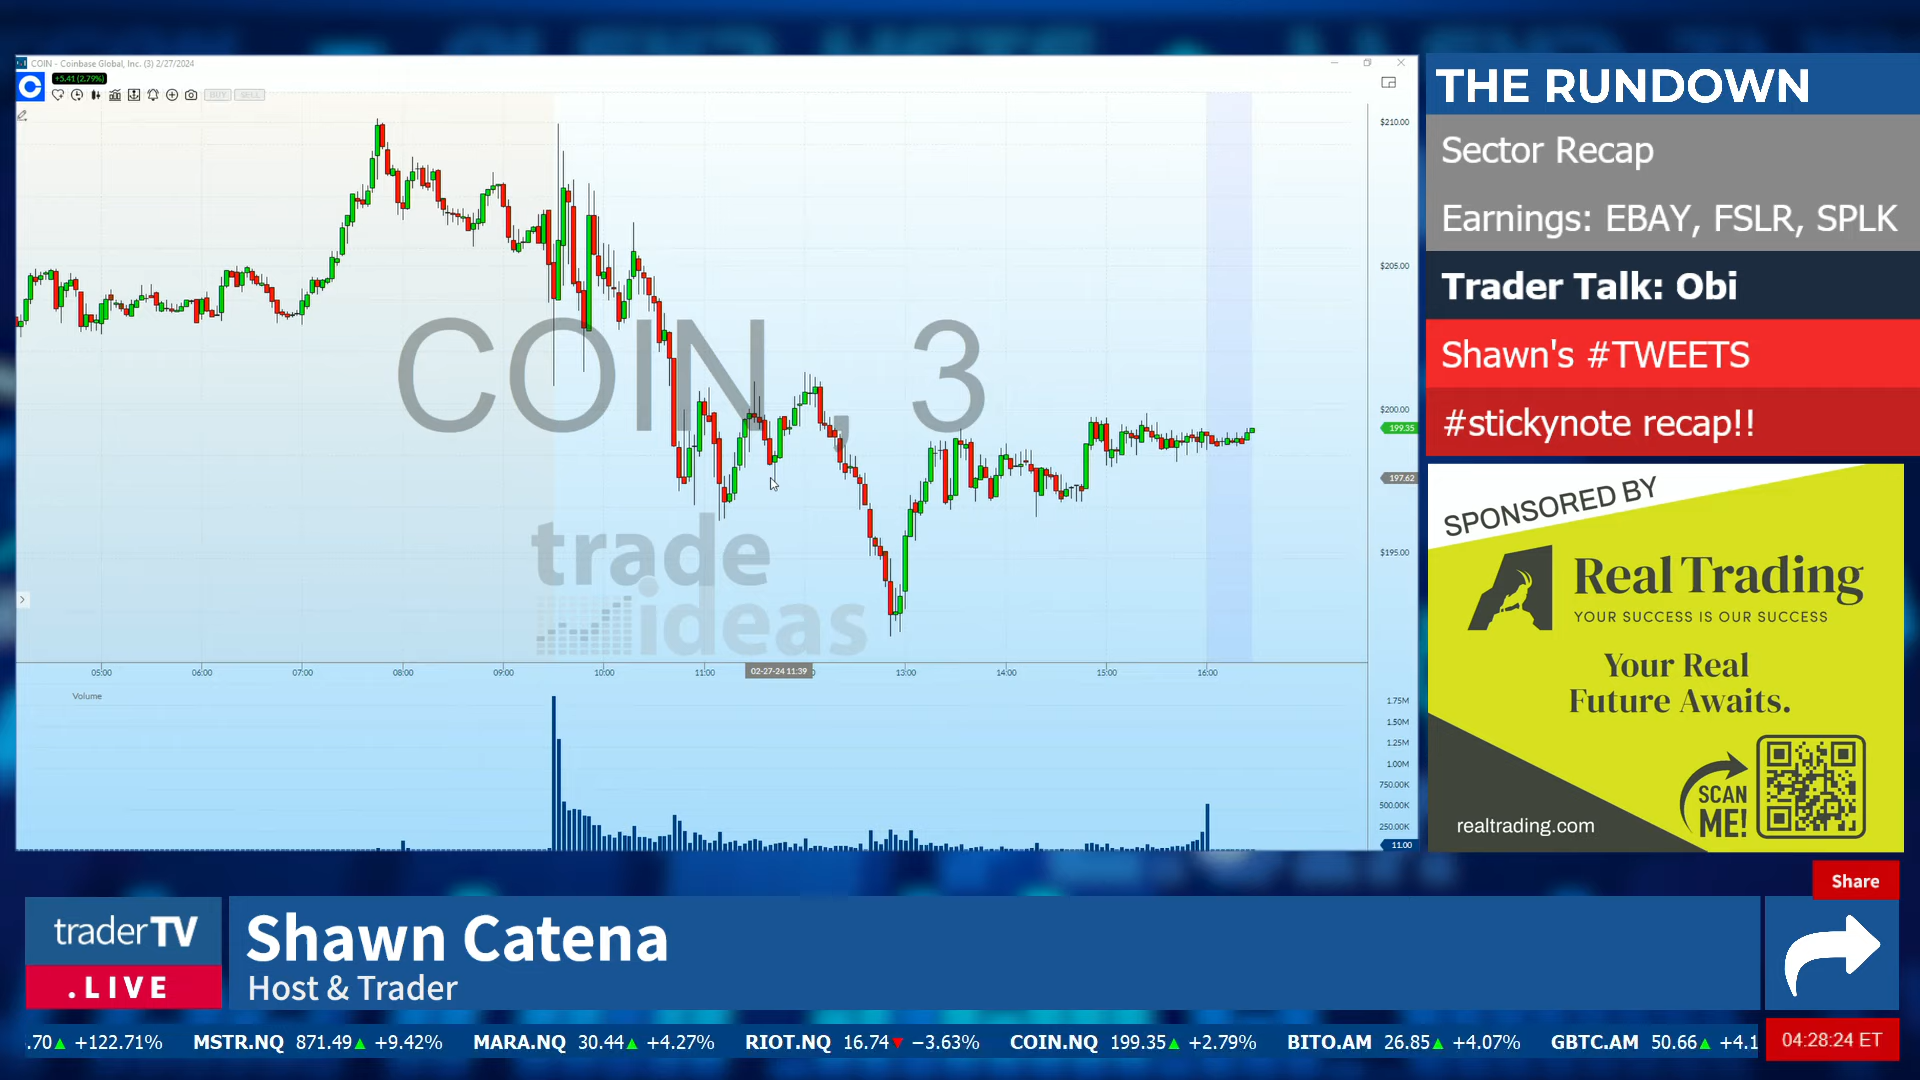 COIN - Coinbase Global, Inc. (3) 2/27/2024
+5.41 (2.79%)
BUY SELL
COIN , 3
trade
ideas
$210.00
$205.00
$200.00
199.35
197.62
$195.00
05:00 06:00 07:00 08:00 09:00 10:00 11:00 02-27-24 11:39 13:00 14:00 15:00 16:00
Volume
1.75M
1.50M
1.25M
1.00M
750.00K
500.00K
250.00K
11.00
THE RUNDOWN
Sector Recap
Earnings: EBAY, FSLR, SPLK
Trader Talk: Obi
Shawn's #TWEETS
#stickynote recap!!
SPONSORED BY
Real Trading
YOUR SUCCESS IS OUR SUCCESS
Your Real
Future Awaits.
SCAN
ME!
realtrading.com
Share
traderTV
.LIVE
Shawn Catena
Host & Trader
.70▲ +122.71% MSTR.NQ 871.49▲ +9.42% MARA.NQ 30.44▲ +4.27% RIOT.NQ 16.74▼ −3.63% COIN.NQ 199.35▲ +2.79% BITO.AM 26.85▲ +4.07% GBTC.AM 50.66▲ +4.1
04:28:24 ET